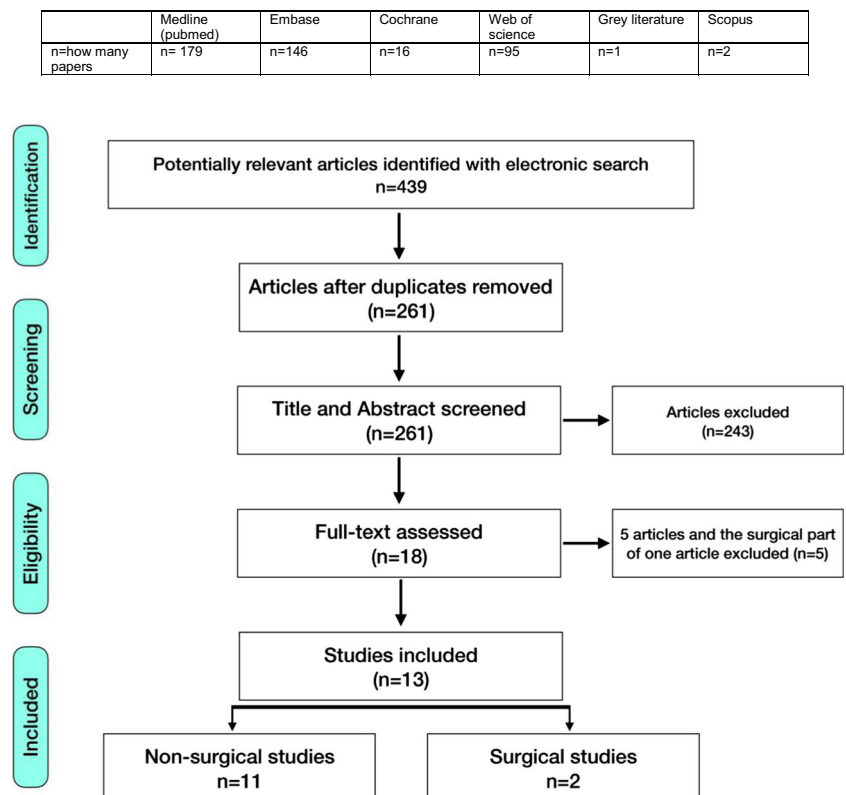 Medline (pubmed) Embase Cochrane Web of science Grey literature Scopus
n=how many papers n= 179 n=146 n=16 n=95 n=1 n=2
Identification
Potentially relevant articles identified with electronic search
n=439
Articles after duplicates removed
(n=261)
Screening
Title and Abstract screened
(n=261)
Articles excluded
(n=243)
Eligibility
Full-text assessed
(n=18)
5 articles and the surgical part
of one article excluded (n=5)
Included
Studies included
(n=13)
Non-surgical studies
n=11
Surgical studies
n=2